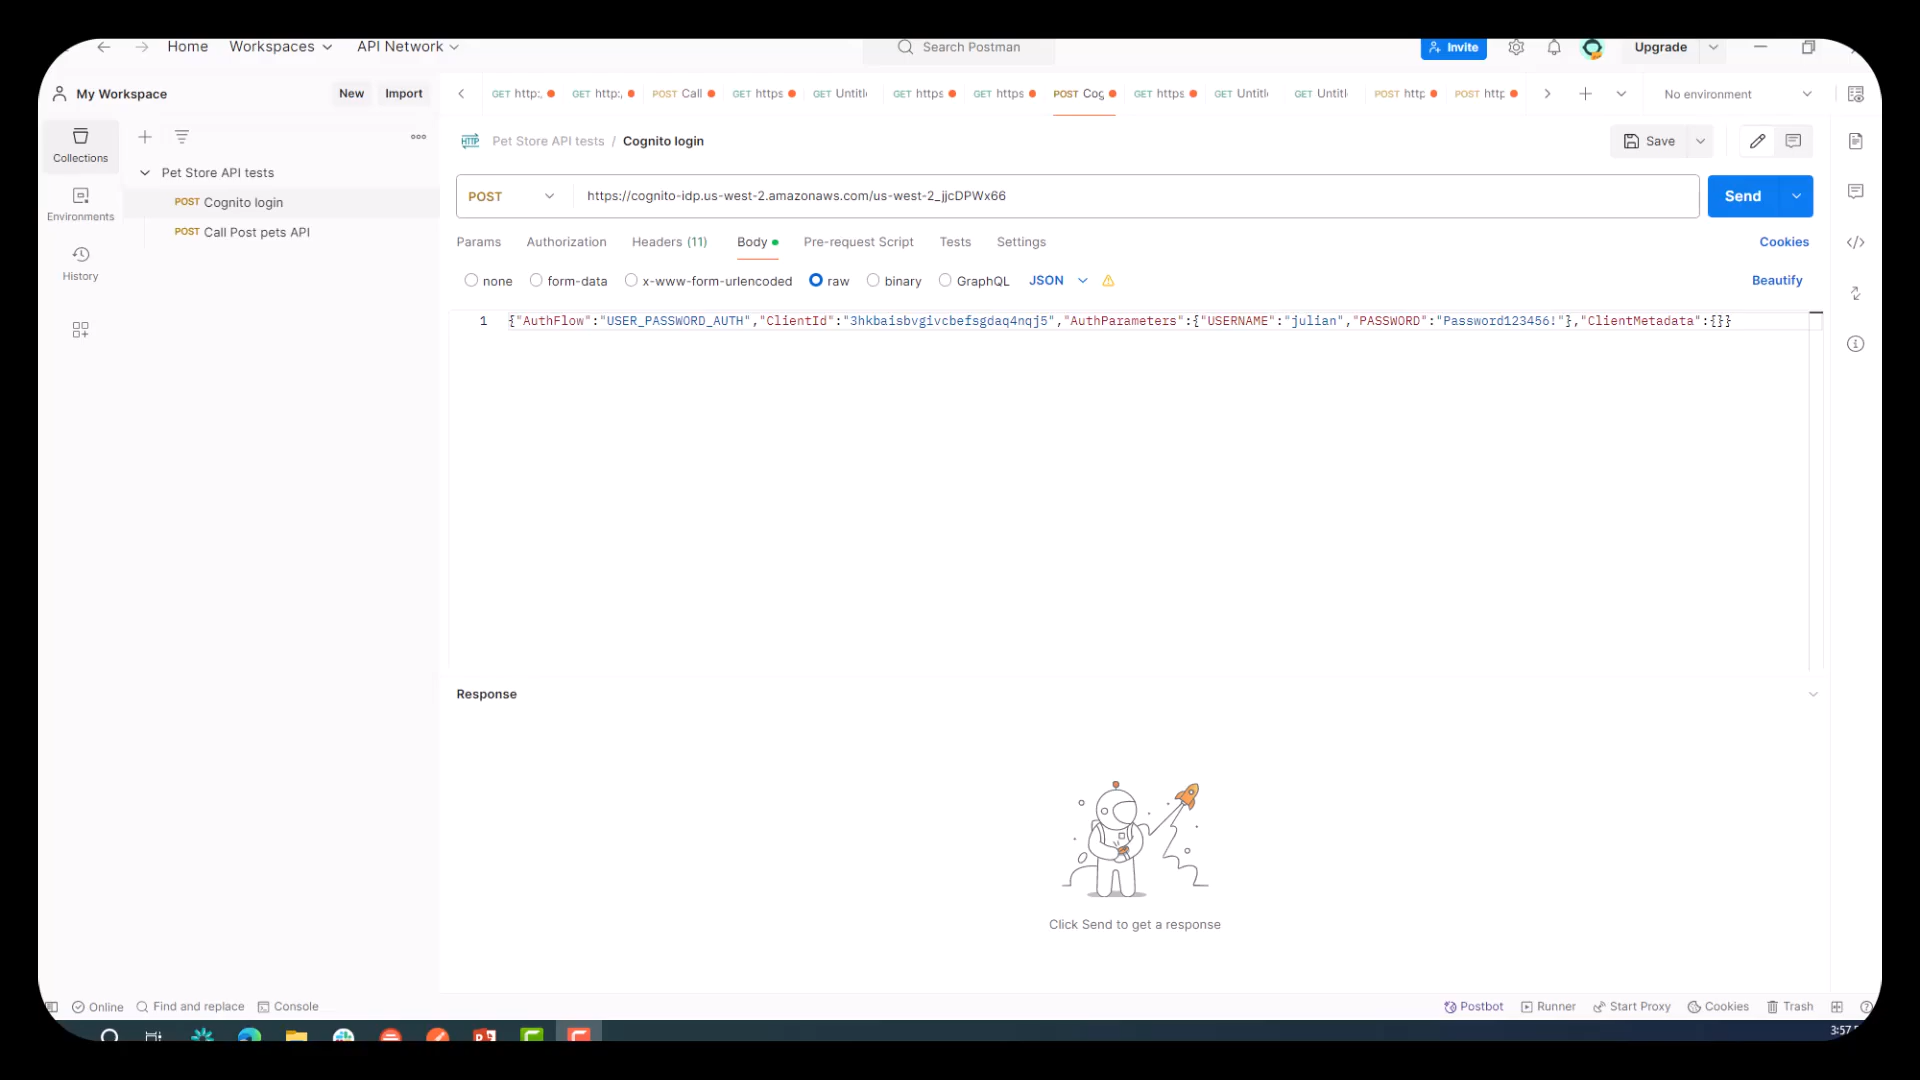 Home Workspaces API Network Search Postman Invite Upgrade
My Workspace New Import GET http:, GET http:, POST Call GET https GET Untitl GET https GET https POST Cog GET https GET Untitl GET Untitl POST http POST http No environment
Collections
Environments
History
Pet Store API tests
POST Cognito login
POST Call Post pets API
HTTP Pet Store API tests / Cognito login Save
POST https://cognito-idp.us-west-2.amazonaws.com/us-west-2_jjcDPWx66 Send
Params Authorization Headers (11) Body Pre-request Script Tests Settings Cookies
none form-data x-www-form-urlencoded raw binary GraphQL JSON Beautify
1 {"AuthFlow":"USER_PASSWORD_AUTH","ClientId":"3hkbaisbvgivcbefsgdaq4nqj5","AuthParameters":{"USERNAME":"julian","PASSWORD":"Password123456!"},"ClientMetadata":{}}
Response
Click Send to get a response
Online Find and replace Console Postbot Runner Start Proxy Cookies Trash
3:57